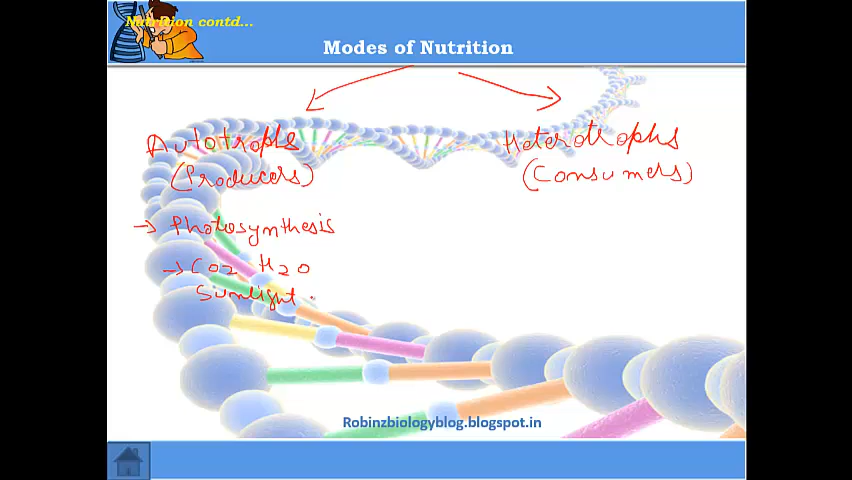 Nutrition contd...
Modes of Nutrition
Autotrophs
(Producers)
→ Photosynthesis
→ CO2 H2O
Sunlight
Heterotrophs
(Consumers)
Robinzbiologyblog.blogspot.in